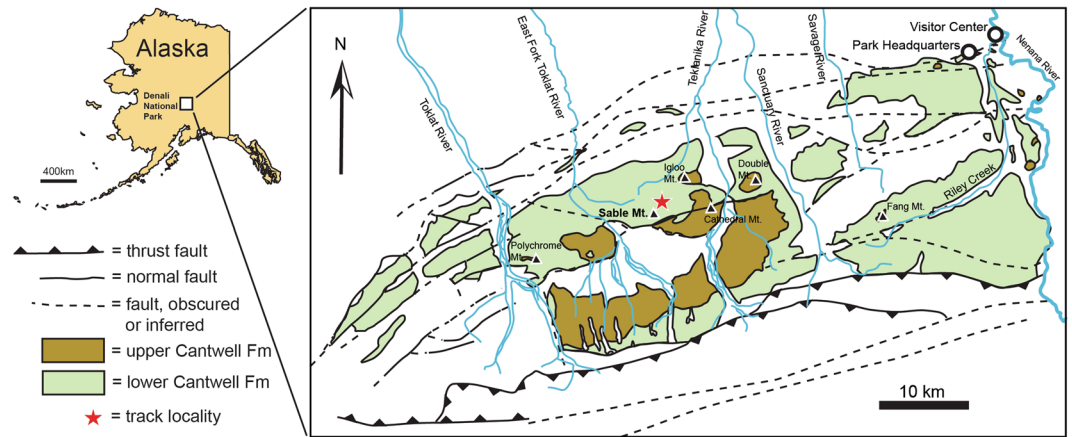 Alaska
Denali
National
Park
400km
= thrust fault
= normal fault
= fault, obscured
or inferred
= upper Cantwell Fm
= lower Cantwell Fm
= track locality
N
Toklat River
East Fork Toklat River
Teklanika River
Sanctuary River
Savage River
Visitor Center
Park Headquarters
Nenana River
Igloo
Mt.
Double
Mt.
Sable Mt.
Cathedral Mt.
Fang Mt.
Riley Creek
Polychrome
Mt.
10 km